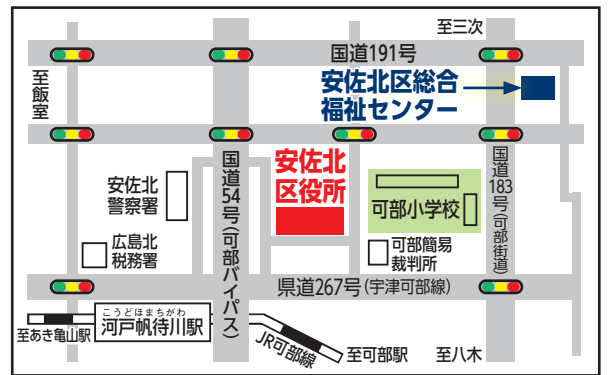 至三次
国道191号
至飯室
安佐北区総合
福祉センター
安佐北
区役所
国道54号(可部バイパス)
国道183号(可部街道)
安佐北
警察署
可部小学校
広島北
税務署
可部簡易
裁判所
県道267号(宇津可部線)
こうどほまちがわ
河戸帆待川駅
至あき亀山駅
JR可部線
至可部駅
至八木